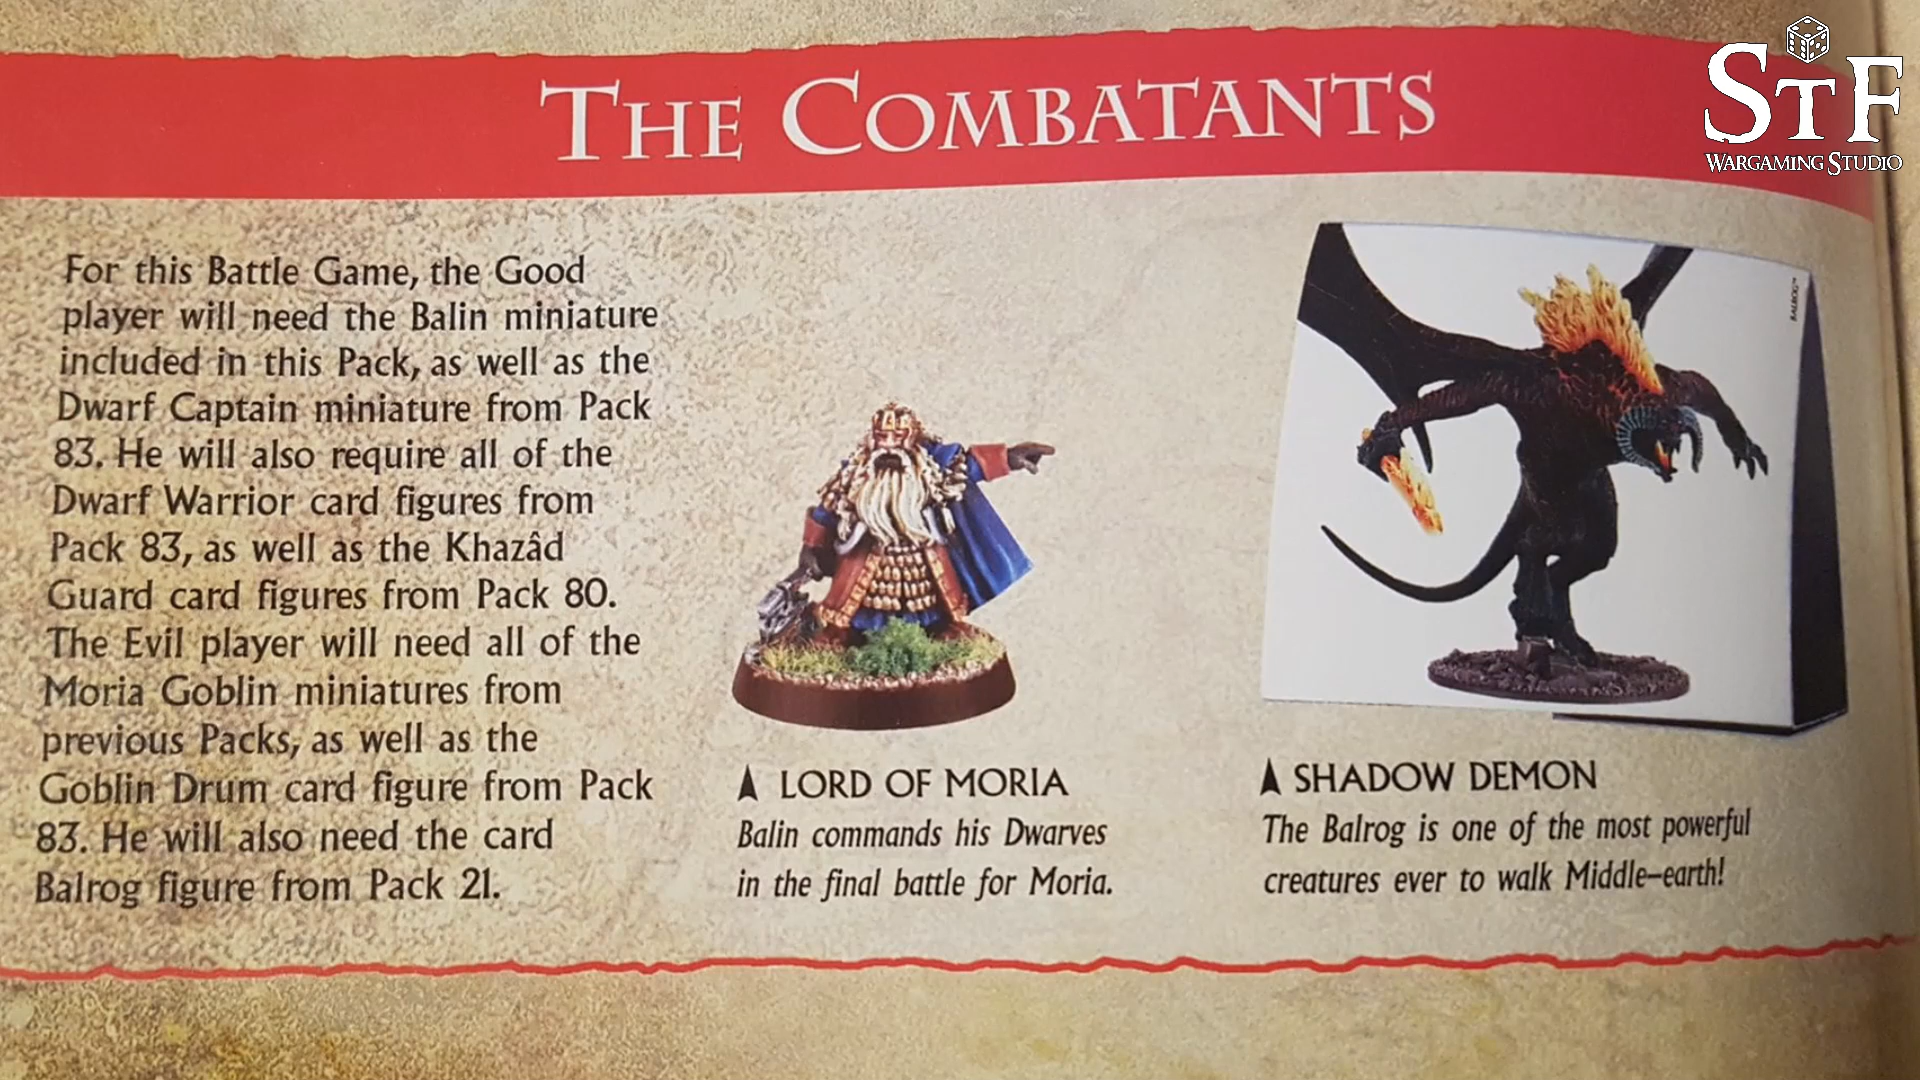 THE COMBATANTS
STF
WARGAMING STUDIO
For this Battle Game, the Good
player will need the Balin miniature
included in this Pack, as well as the
Dwarf Captain miniature from Pack
83. He will also require all of the
Dwarf Warrior card figures from
Pack 83, as well as the Khazâd
Guard card figures from Pack 80.
The Evil player will need all of the
Moria Goblin miniatures from
previous Packs, as well as the
Goblin Drum card figure from Pack
83. He will also need the card
Balrog figure from Pack 21.
LORD OF MORIA
Balin commands his Dwarves
in the final battle for Moria.
BALROG™
SHADOW DEMON
The Balrog is one of the most powerful
creatures ever to walk Middle–earth!